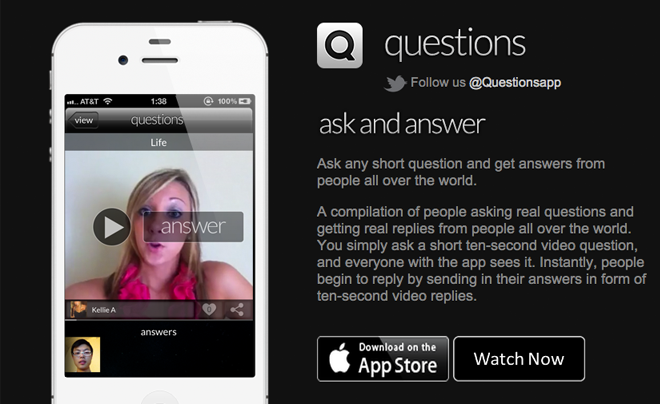 AT&T 1:38 100%
view questions
Life
answer
Kellie A
answers
Q questions
Follow us @Questionsapp
ask and answer
Ask any short question and get answers from
people all over the world.
A compilation of people asking real questions and
getting real replies from people all over the world.
You simply ask a short ten-second video question,
and everyone with the app sees it. Instantly, people
begin to reply by sending in their answers in form of
ten-second video replies.
Download on the
App Store
Watch Now